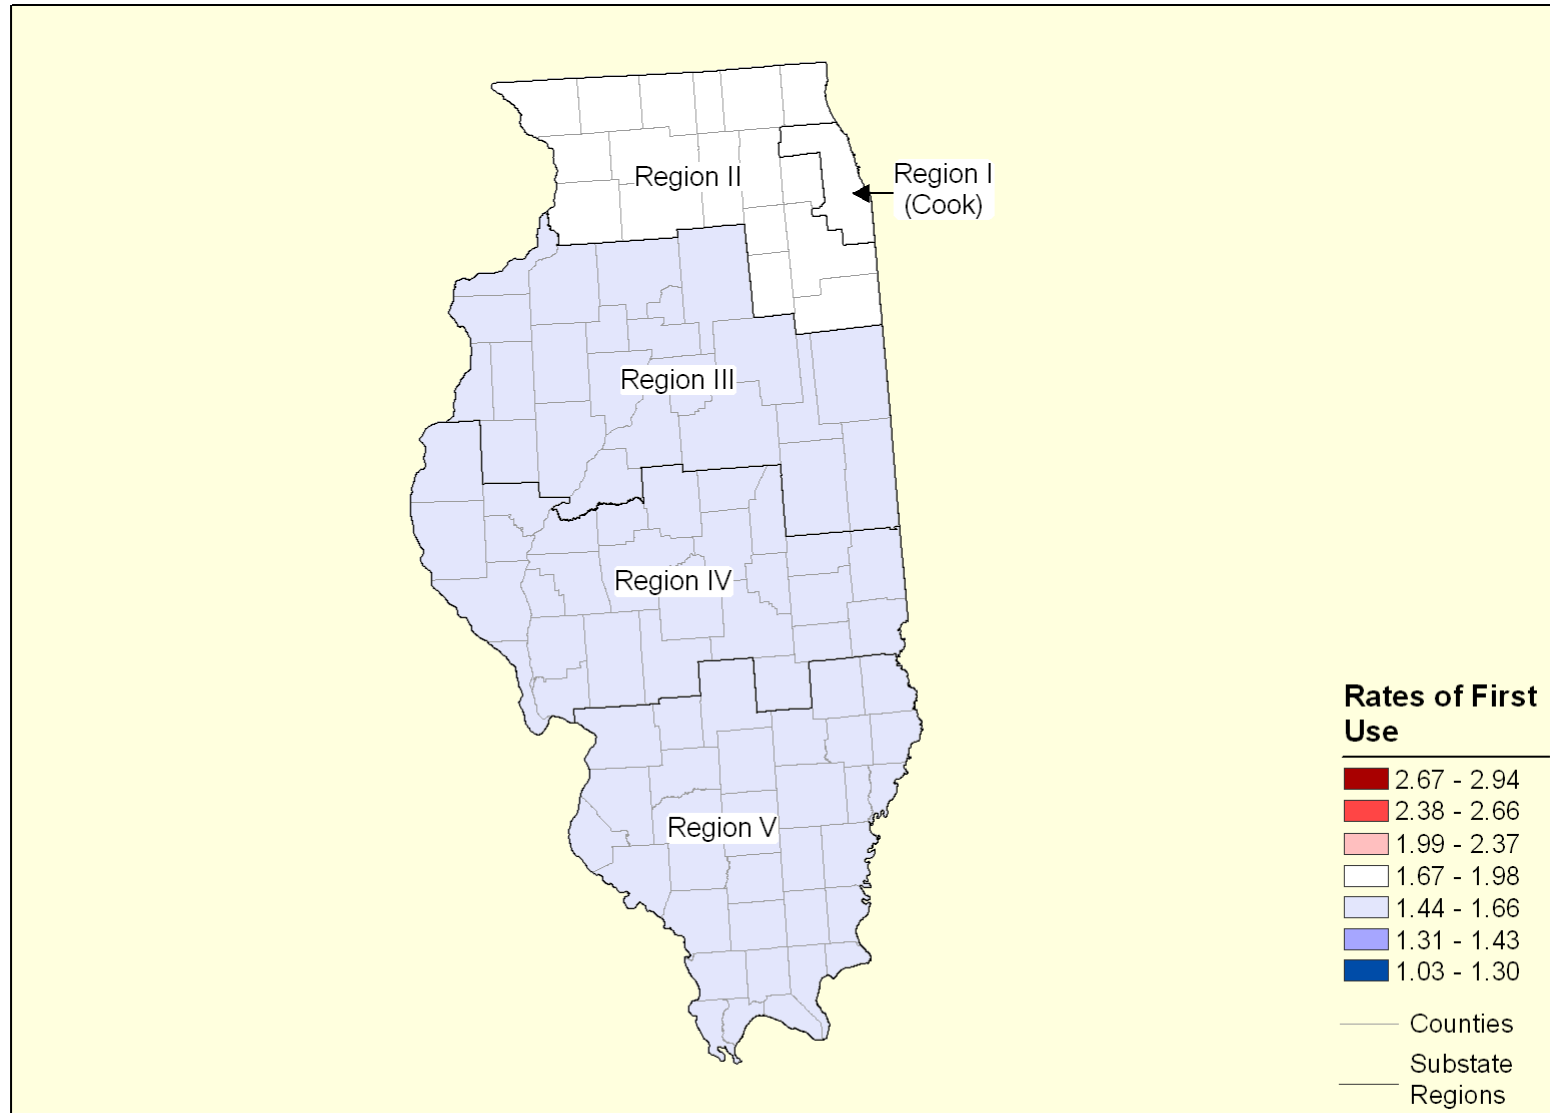 Region II
Region I
(Cook)
Region III
Region IV
Region V
Rates of First
Use
2.67 - 2.94
2.38 - 2.66
1.99 - 2.37
1.67 - 1.98
1.44 - 1.66
1.31 - 1.43
1.03 - 1.30
Counties
Substate
Regions